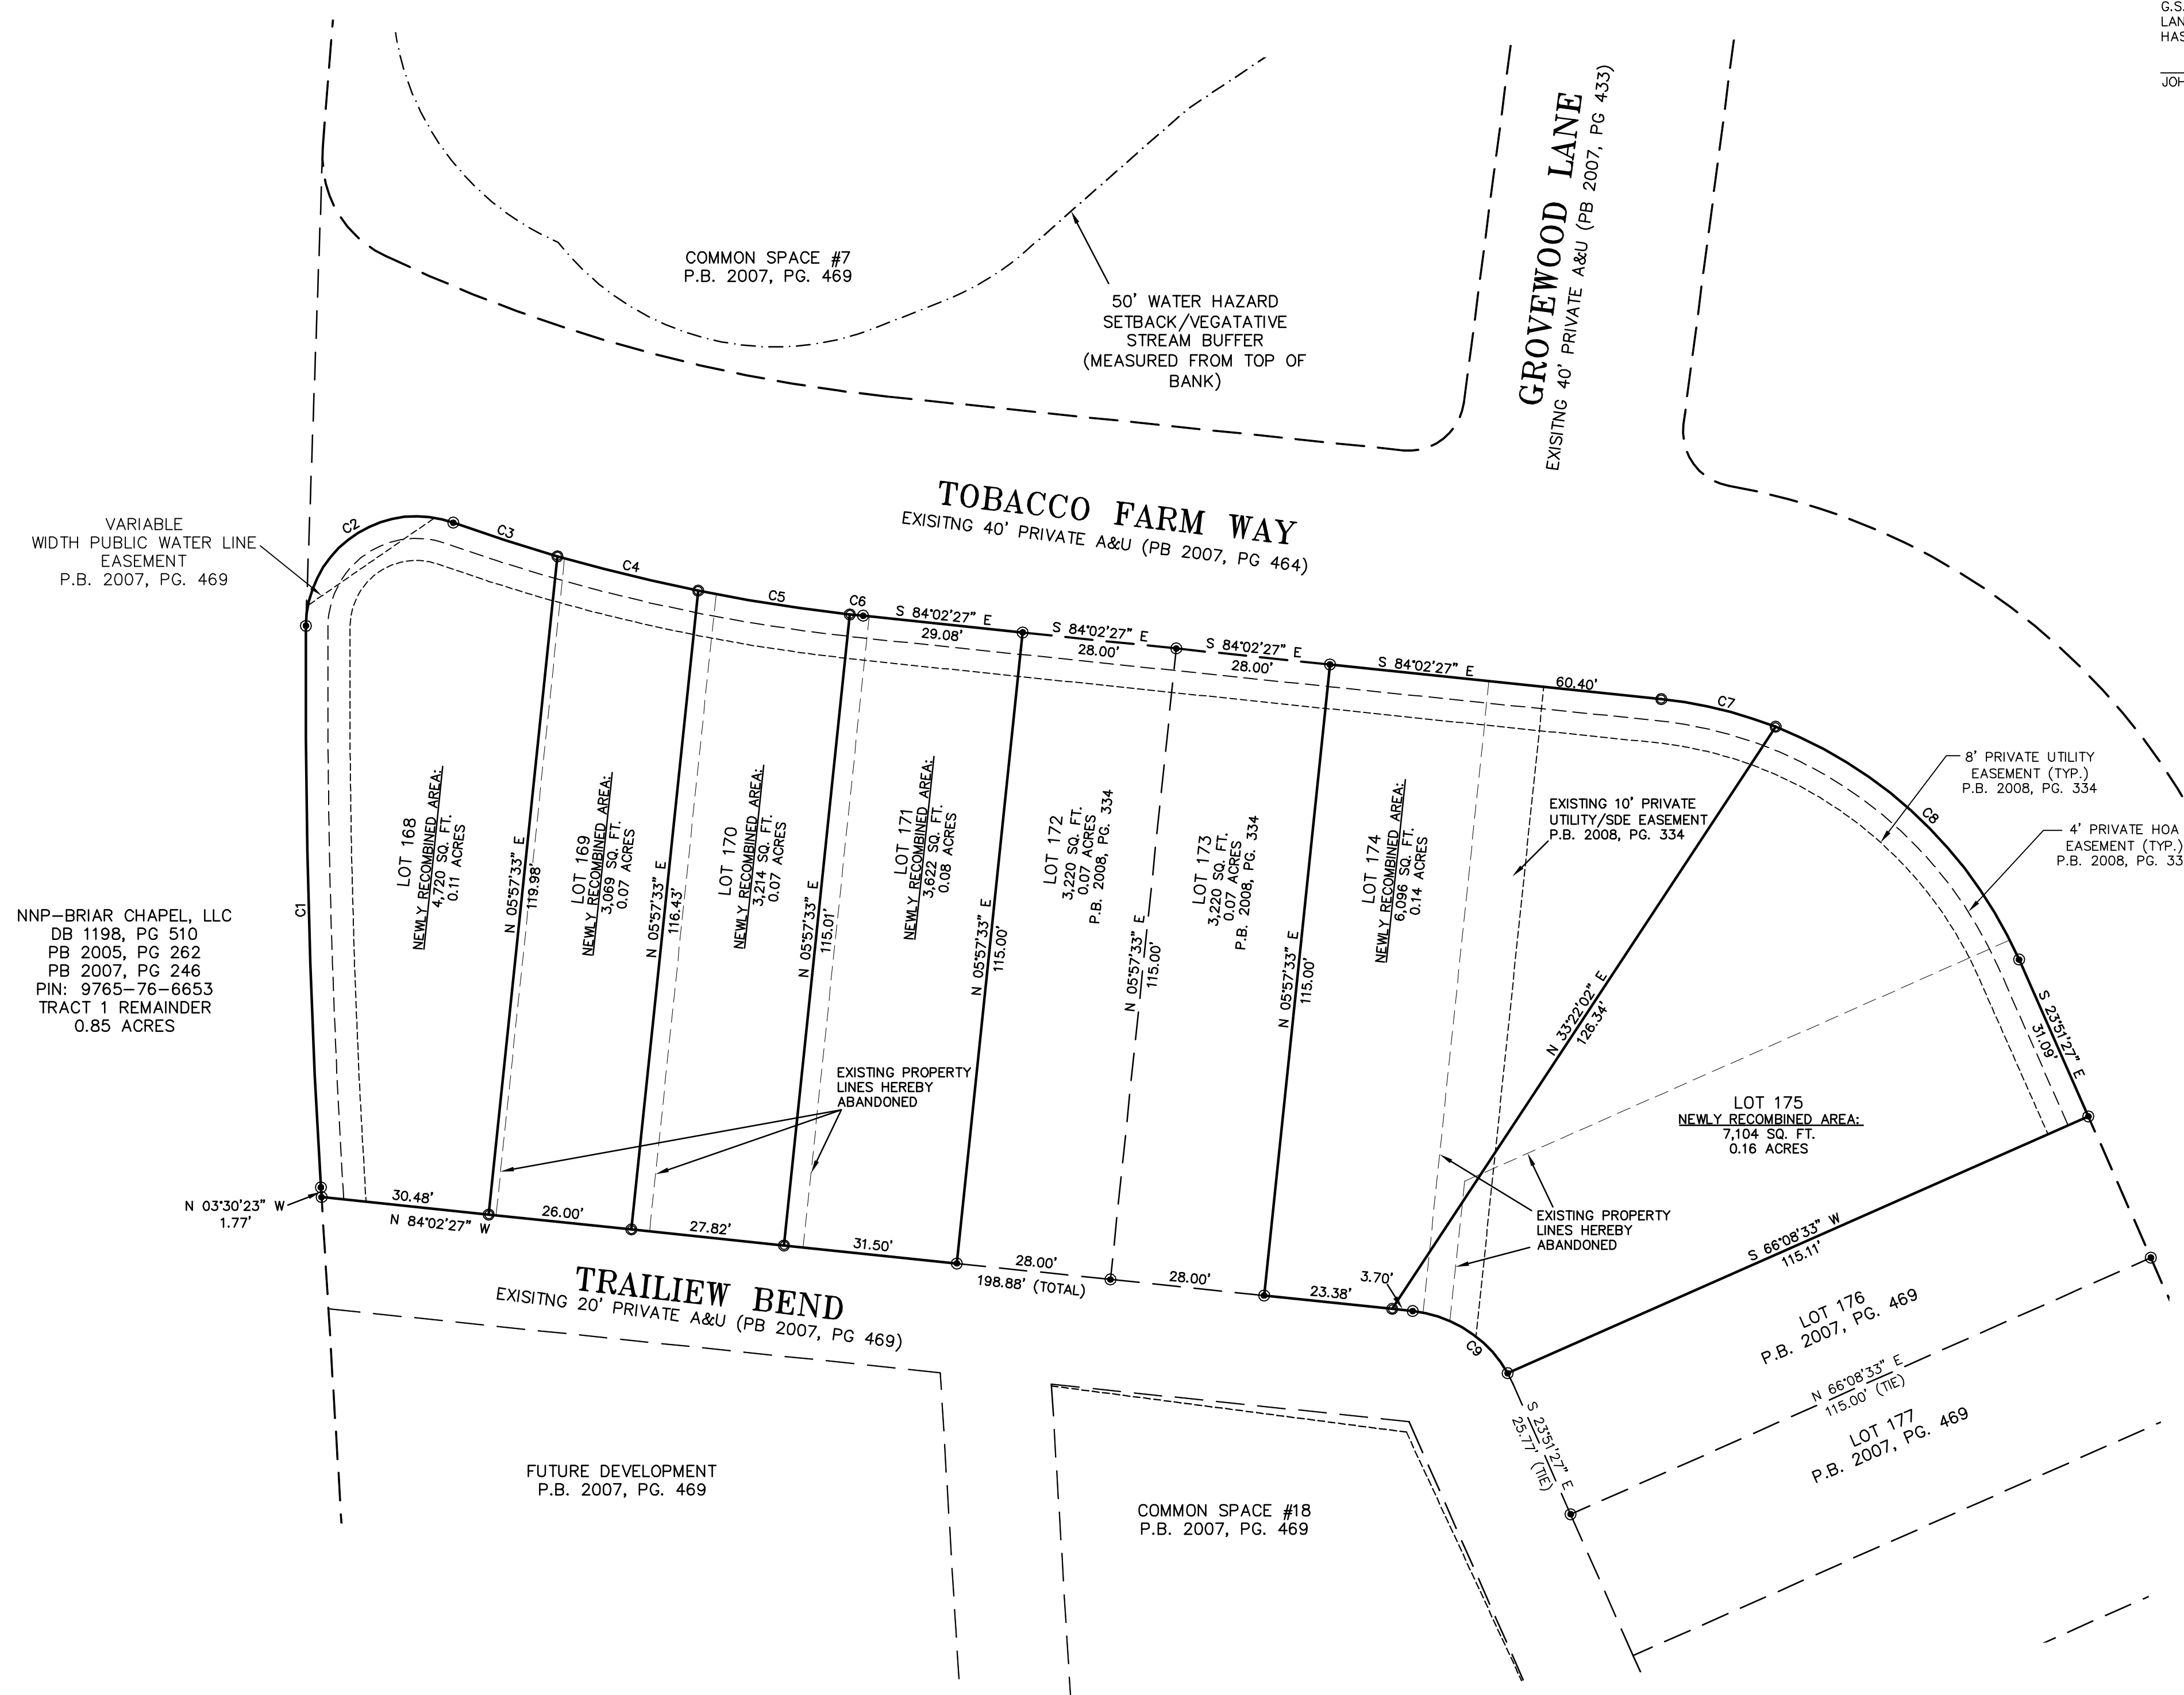 G.S.
LAN
HAS
JOH
GROVEWOOD LANE
EXISITNG 40' PRIVATE A&U (PB 2007, PG 433)
COMMON SPACE #7
P.B. 2007, PG. 469
50' WATER HAZARD
SETBACK/VEGATATIVE
STREAM BUFFER
(MEASURED FROM TOP OF
BANK)
TOBACCO FARM WAY
EXISITNG 40' PRIVATE A&U (PB 2007, PG 464)
VARIABLE
WIDTH PUBLIC WATER LINE
EASEMENT
P.B. 2007, PG. 469
C2
C3
C4
C5
C6
S 84°02'27" E
29.08'
S 84°02'27" E
28.00'
S 84°02'27" E
28.00'
S 84°02'27" E
60.40'
C7
C8
8' PRIVATE UTILITY
EASEMENT (TYP.)
P.B. 2008, PG. 334
4' PRIVATE HOA
EASEMENT (TYP.)
P.B. 2008, PG. 33
NNP-BRIAR CHAPEL, LLC
DB 1198, PG 510
PB 2005, PG 262
PB 2007, PG 246
PIN: 9765-76-6653
TRACT 1 REMAINDER
0.85 ACRES
C1
LOT 168
NEWLY RECOMBINED AREA:
4,720 SQ. FT.
0.11 ACRES
N 05°57'33" E
119.98'
LOT 169
NEWLY RECOMBINED AREA:
3,069 SQ. FT.
0.07 ACRES
N 05°57'33" E
116.43'
LOT 170
NEWLY RECOMBINED AREA:
3,214 SQ. FT.
0.07 ACRES
N 05°57'33" E
115.01'
LOT 171
NEWLY RECOMBINED AREA:
3,622 SQ. FT.
0.08 ACRES
N 05°57'33" E
115.00'
LOT 172
3,220 SQ. FT.
0.07 ACRES
P.B. 2008, PG. 334
N 05°57'33" E
115.00'
LOT 173
3,220 SQ. FT.
0.07 ACRES
P.B. 2008, PG. 334
N 05°57'33" E
115.00'
LOT 174
NEWLY RECOMBINED AREA:
6,096 SQ. FT.
0.14 ACRES
EXISTING 10' PRIVATE
UTILITY/SDE EASEMENT
P.B. 2008, PG. 334
N 33°22'02" E
126.34'
S 23°51'27" E
31.09'
LOT 175
NEWLY RECOMBINED AREA:
7,104 SQ. FT.
0.16 ACRES
EXISTING PROPERTY
LINES HEREBY
ABANDONED
EXISTING PROPERTY
LINES HEREBY
ABANDONED
S 66°08'33" W
115.11'
N 03°30'23" W
1.77'
30.48'
N 84°02'27" W
26.00'
27.82'
31.50'
28.00'
198.88' (TOTAL)
28.00'
23.38'
3.70'
C9
TRAILIEW BEND
EXISITNG 20' PRIVATE A&U (PB 2007, PG 469)
LOT 176
P.B. 2007, PG. 469
N 66°08'33" E
115.00' (TIE)
LOT 177
P.B. 2007, PG. 469
S 23°51'27" E
25.77' (TIE)
FUTURE DEVELOPMENT
P.B. 2007, PG. 469
COMMON SPACE #18
P.B. 2007, PG. 469